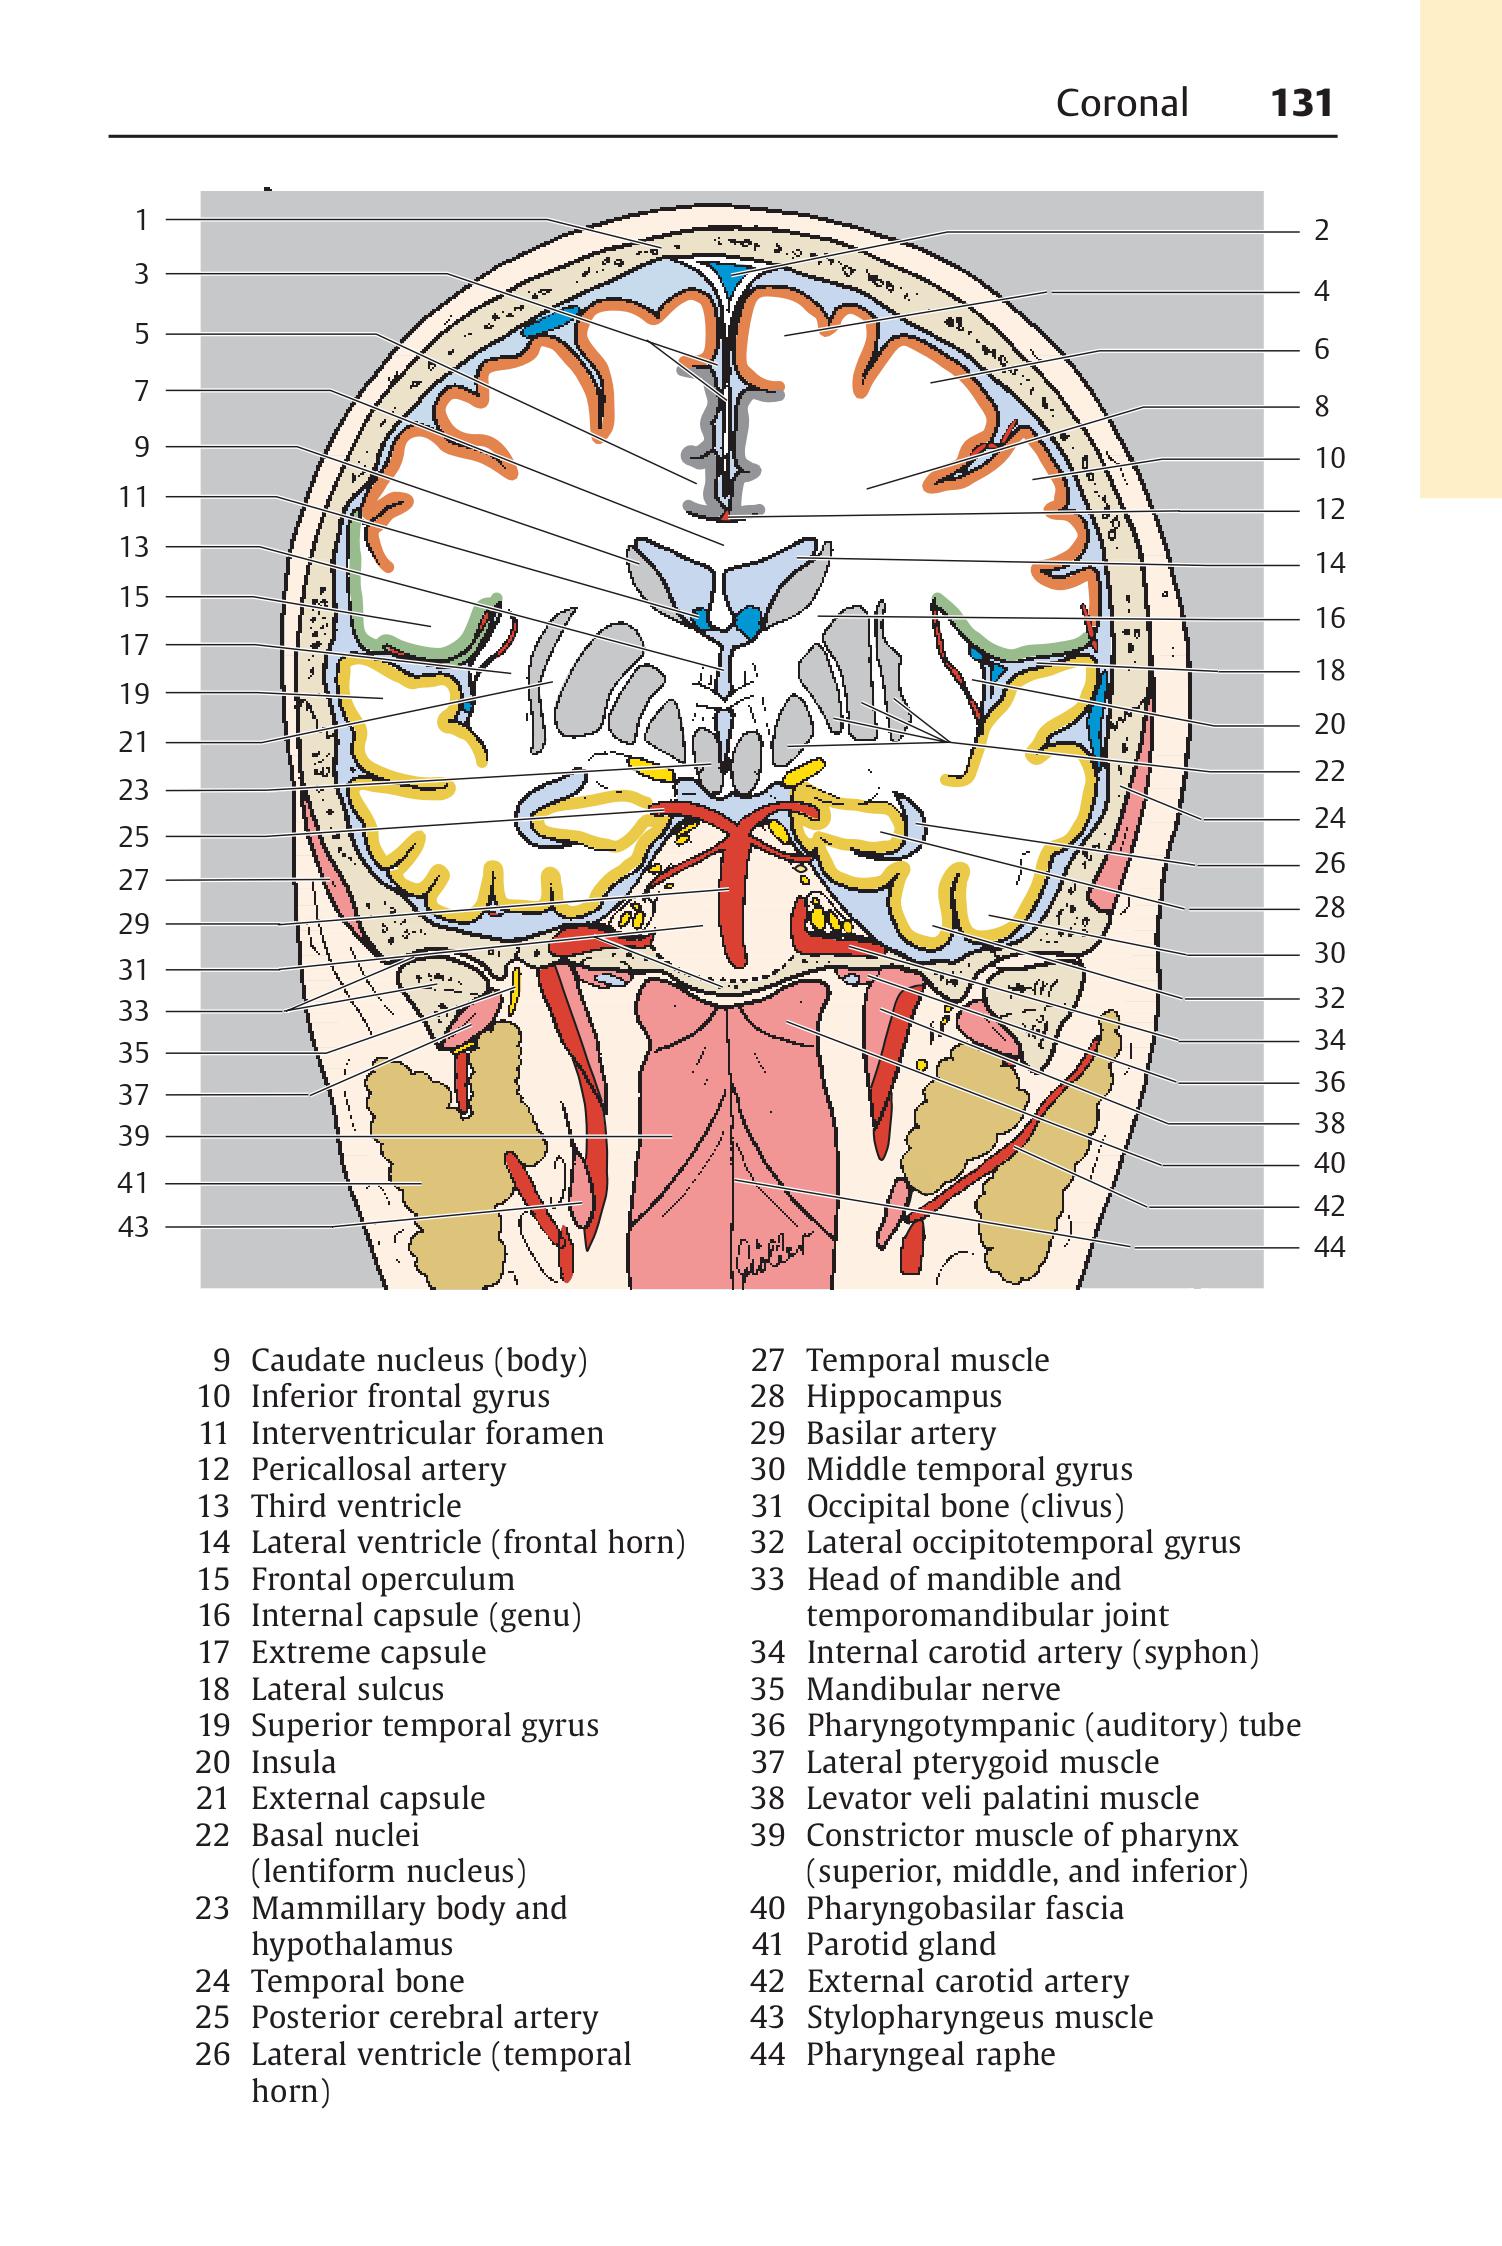 Coronal 131
1
3
5
7
9
11
13
15
17
19
21
23
25
27
29
31
33
35
37
39
41
43
2
4
6
8
10
12
14
16
18
20
22
24
26
28
30
32
34
36
38
40
42
44
9 Caudate nucleus (body)
10 Inferior frontal gyrus
11 Interventricular foramen
12 Pericallosal artery
13 Third ventricle
14 Lateral ventricle (frontal horn)
15 Frontal operculum
16 Internal capsule (genu)
17 Extreme capsule
18 Lateral sulcus
19 Superior temporal gyrus
20 Insula
21 External capsule
22 Basal nuclei
(lentiform nucleus)
23 Mammillary body and
hypothalamus
24 Temporal bone
25 Posterior cerebral artery
26 Lateral ventricle (temporal
horn)
27 Temporal muscle
28 Hippocampus
29 Basilar artery
30 Middle temporal gyrus
31 Occipital bone (clivus)
32 Lateral occipitotemporal gyrus
33 Head of mandible and
temporomandibular joint
34 Internal carotid artery (syphon)
35 Mandibular nerve
36 Pharyngotympanic (auditory) tube
37 Lateral pterygoid muscle
38 Levator veli palatini muscle
39 Constrictor muscle of pharynx
(superior, middle, and inferior)
40 Pharyngobasilar fascia
41 Parotid gland
42 External carotid artery
43 Stylopharyngeus muscle
44 Pharyngeal raphe